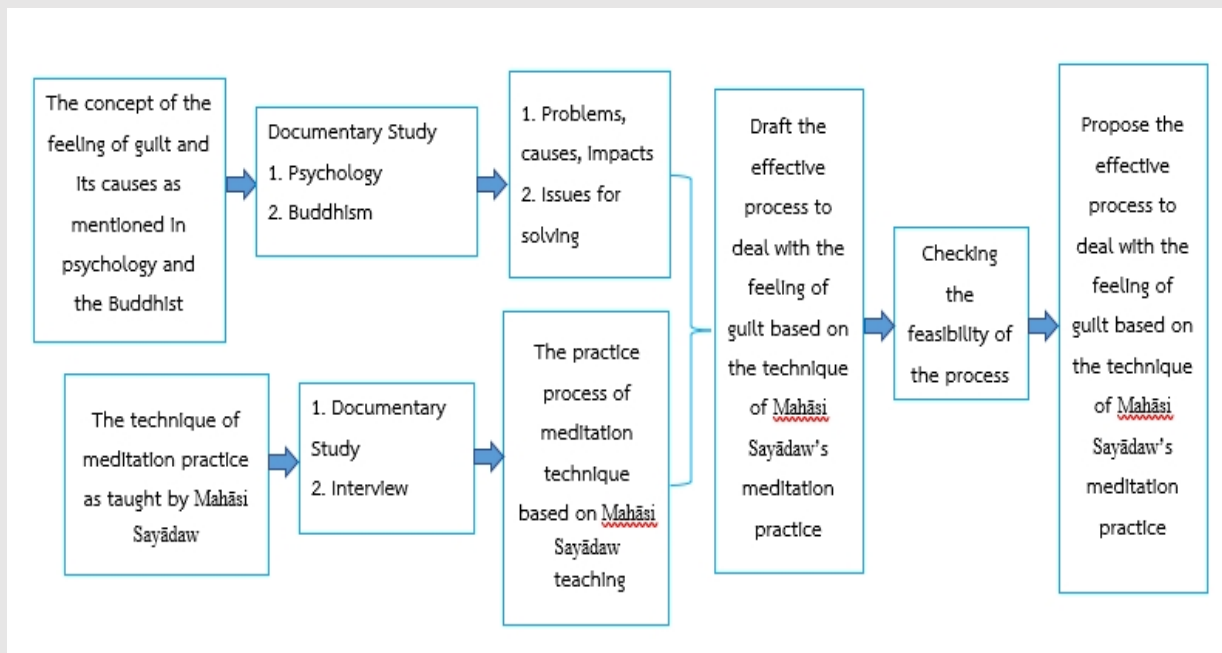 The concept of the
feeling of guilt and
its causes as
mentioned in
psychology and
the Buddhist
Documentary Study
1. Psychology
2. Buddhism
1. Problems,
causes, impacts
2. Issues for
solving
The technique of
meditation practice
as taught by Mahāsi
Sayādaw
1. Documentary
Study
2. Interview
The practice
process of
meditation
technique
based on Mahāsi
Sayādaw
teaching
Draft the
effective
process to
deal with the
feeling of
guilt based on
the technique
of Mahāsi
Sayādaw's
meditation
practice
Checking
the
feasibility of
the process
Propose the
effective
process to
deal with the
feeling of
guilt based on
the technique
of Mahāsi
Sayādaw's
meditation
practice